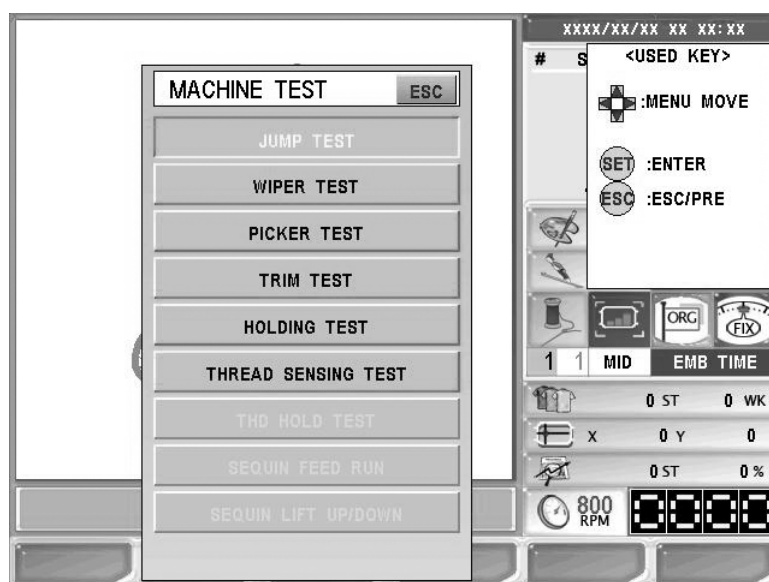 XXXX/XX/XX XX XX:XX
# S
<USED KEY>
:MENU MOVE
SET :ENTER
ESC :ESC/PRE
MACHINE TEST ESC
JUMP TEST
WIPER TEST
PICKER TEST
TRIM TEST
HOLDING TEST
THREAD SENSING TEST
THD HOLD TEST
SEQUIN FEED RUN
SEQUIN LIFT UP/DOWN
ORG FIX
1 1 MID EMB TIME
0 ST 0 WK
X 0 Y 0
0 ST 0 %
800 RPM